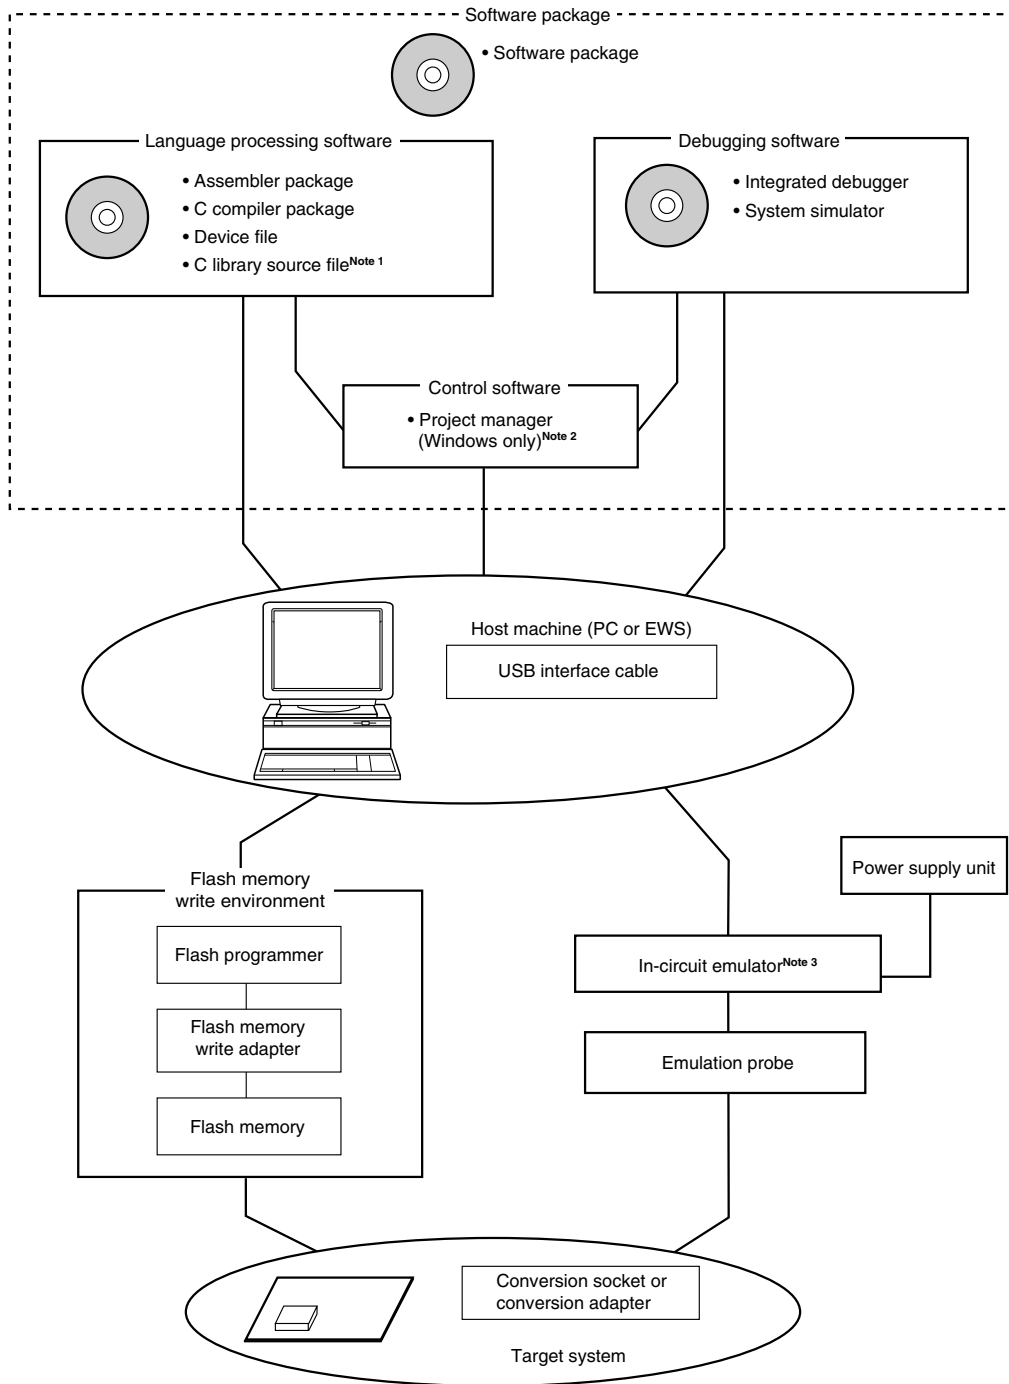 Software package
• Software package
Language processing software
• Assembler package
• C compiler package
• Device file
• C library source fileNote 1
Debugging software
• Integrated debugger
• System simulator
Control software
• Project manager
(Windows only)Note 2
Host machine (PC or EWS)
USB interface cable
Flash memory
write environment
Flash programmer
Flash memory
write adapter
Flash memory
Power supply unit
In-circuit emulatorNote 3
Emulation probe
Conversion socket or
conversion adapter
Target system